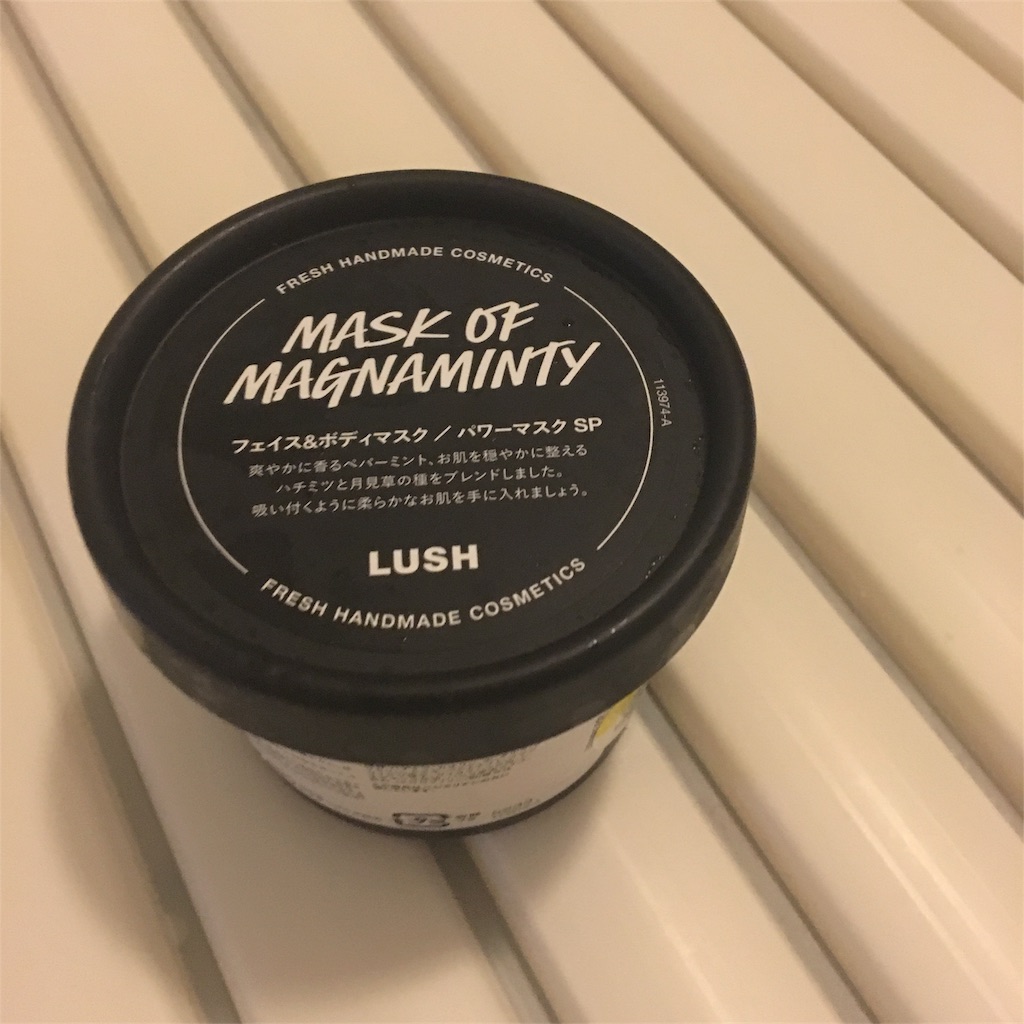 FRESH HANDMADE COSMETICS
MASK OF
MAGNAMINTY
フェイス&ボディマスク / パワーマスク SP
爽やかに香るペパーミント、お肌を穏やかに整える
ハチミツと月見草の種をブレンドしました。
吸い付くように柔らかなお肌を手に入れましょう。
LUSH
FRESH HANDMADE COSMETICS
113974-A